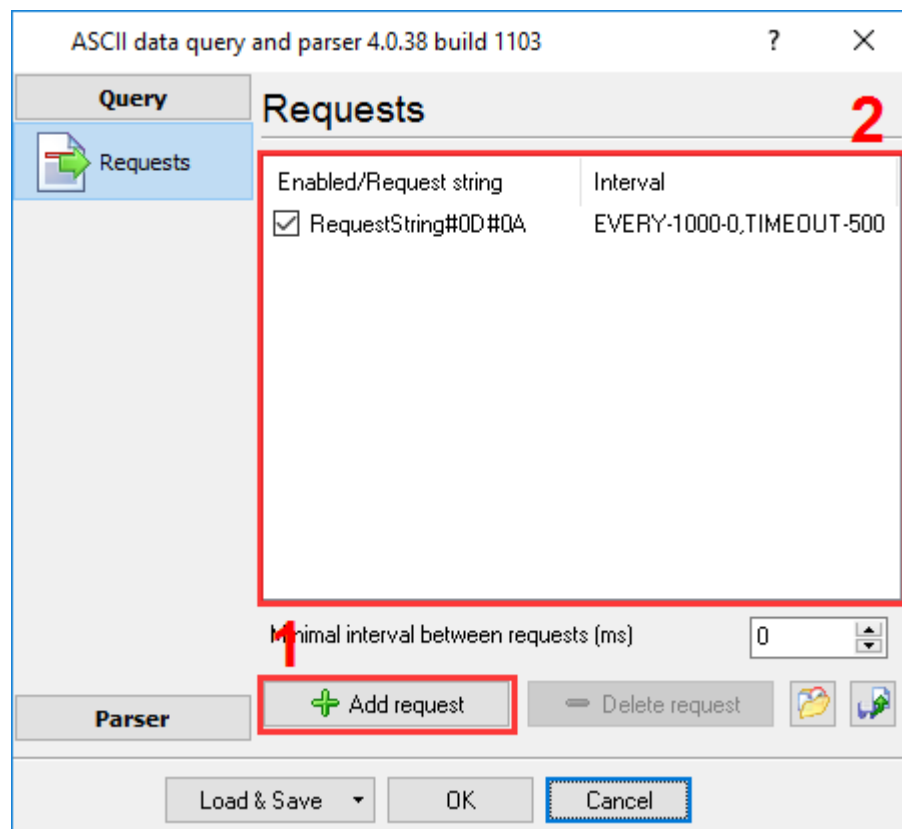 ASCII data query and parser 4.0.38 build 1103 ?
Query
Requests
2
Requests
Enabled/Request string Interval
RequestString#0D#0A EVERY-1000-0,TIMEOUT-500
Minimal interval between requests (ms) 0
1
Add request Delete request
Parser
Load & Save OK Cancel